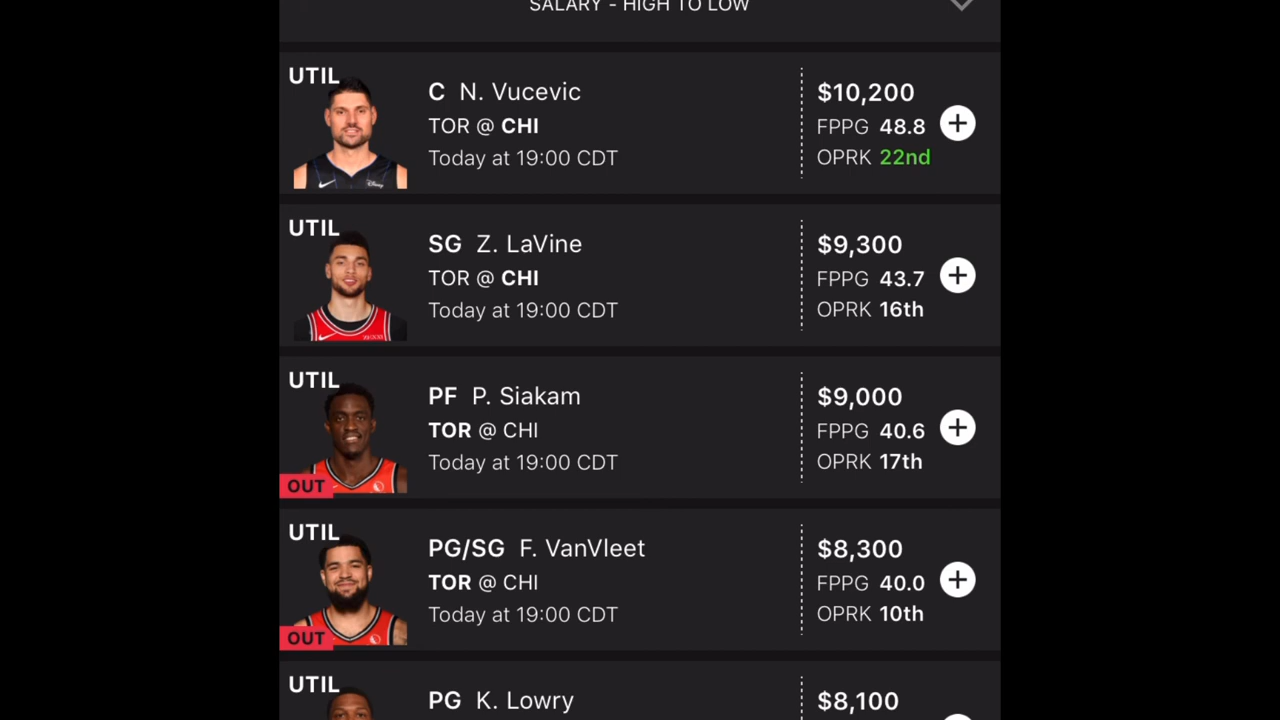 SALARY - HIGH TO LOW
UTIL
C N. Vucevic
TOR @ CHI
Today at 19:00 CDT
$10,200
FPPG 48.8
OPRK 22nd
UTIL
SG Z. LaVine
TOR @ CHI
Today at 19:00 CDT
$9,300
FPPG 43.7
OPRK 16th
UTIL
OUT
PF P. Siakam
TOR @ CHI
Today at 19:00 CDT
$9,000
FPPG 40.6
OPRK 17th
UTIL
OUT
PG/SG F. VanVleet
TOR @ CHI
Today at 19:00 CDT
$8,300
FPPG 40.0
OPRK 10th
UTIL
PG K. Lowry
$8,100